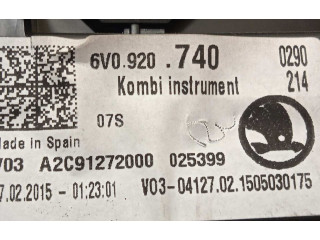 6V0.920 .740 0290
Kombi instrument 214
07S
Made in Spain
V03 A2C91272000 025399
7.02.2015 - 01:23:01 V03-04127.02.1505030175